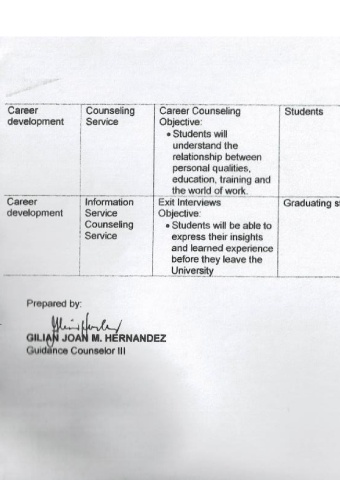 Career development
Counseling Service
Career Counseling
Objective:
• Students will
understand the
relationship between
personal qualities,
education, training and
the world of work.
Students
Career development
Information Service
Counseling Service
Exit Interviews
Objective:
• Students will be able to
express their insights
and learned experience
before they leave the
University
Graduating
Prepared by:
GILIAN JOAN M. HERNANDEZ
Guidance Counselor III